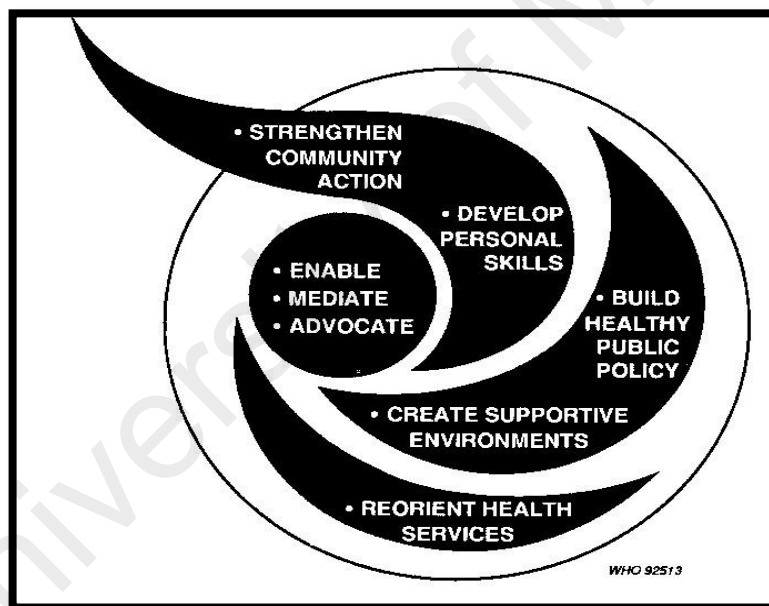 • STRENGTHEN
COMMUNITY
ACTION
• DEVELOP
PERSONAL
SKILLS
• ENABLE
• MEDIATE
• ADVOCATE
• BUILD
HEALTHY
PUBLIC
POLICY
• CREATE SUPPORTIVE
ENVIRONMENTS
• REORIENT HEALTH
SERVICES
WHO 92513